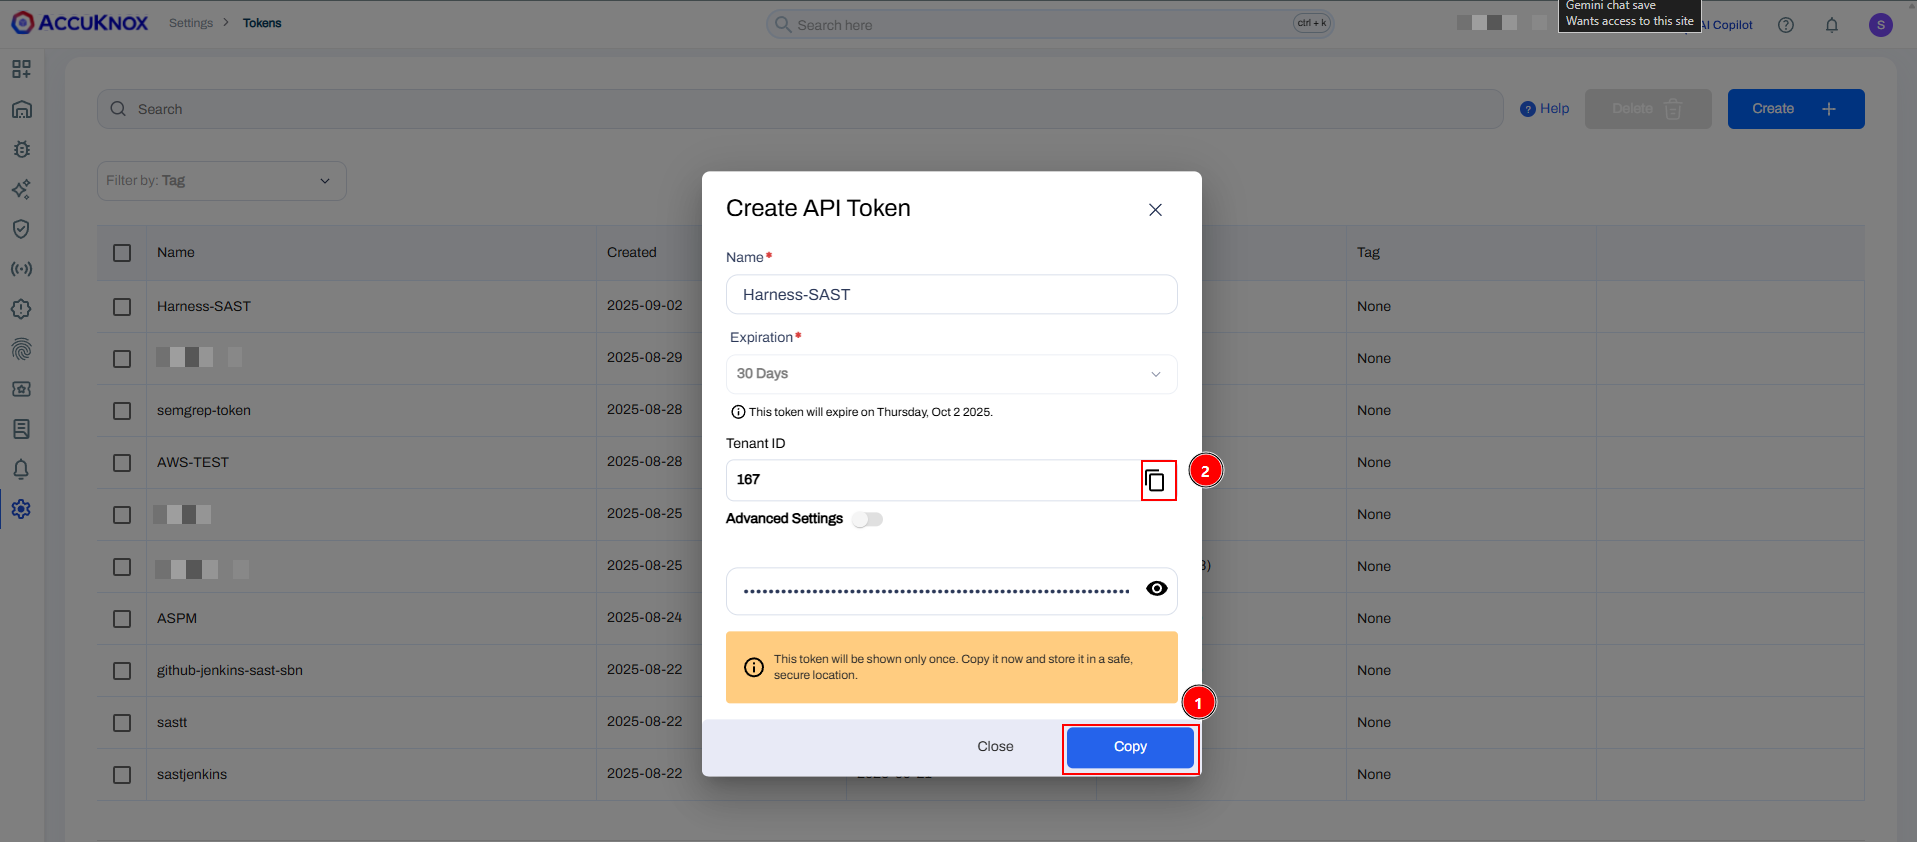 ACCUKNOX
Settings > Tokens
Search here
ctrl + k
Gemini chat save
Wants access to this site
AI Copilot
S
Search
Help
Delete
Create +
Filter by: Tag
Name
Created
Tag
Harness-SAST
2025-09-02
None
2025-08-29
None
semgrep-token
2025-08-28
None
AWS-TEST
2025-08-28
None
2025-08-25
None
2025-08-25
None
ASPM
2025-08-24
None
github-jenkins-sast-sbn
2025-08-22
None
sastt
2025-08-22
None
sastjenkins
2025-08-22
None
Create API Token
Name*
Harness-SAST
Expiration*
30 Days
This token will expire on Thursday, Oct 2 2025.
Tenant ID
167
2
Advanced Settings
This token will be shown only once. Copy it now and store it in a safe,
secure location.
1
Close
Copy